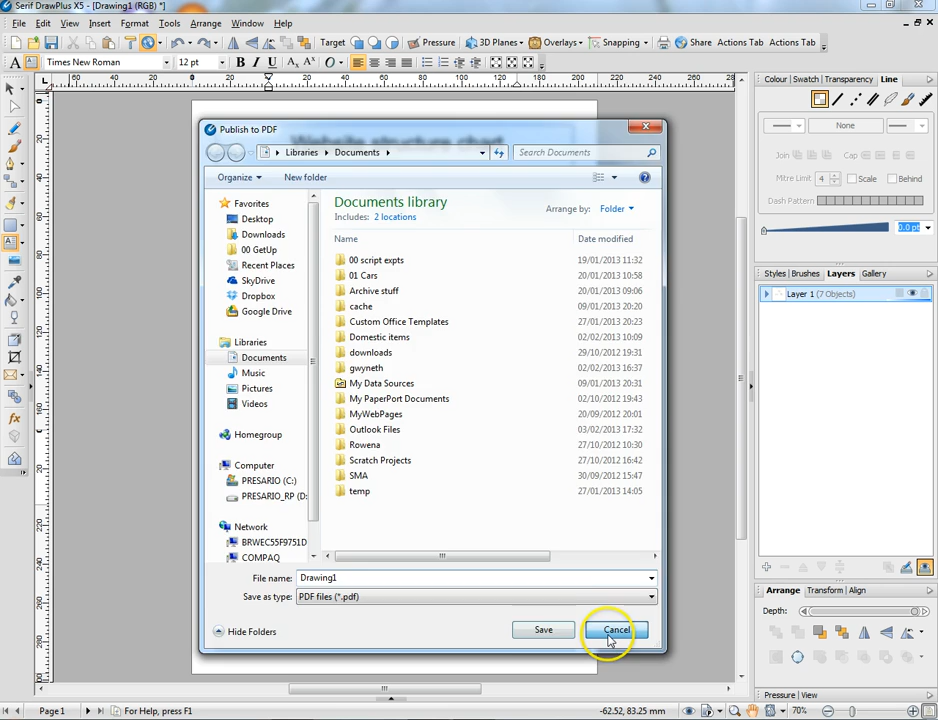 Serif DrawPlus X5 - [Drawing1 (RGB) *]
File Edit View Insert Format Tools Arrange Window Help
Target Pressure 3D Planes Overlays Snapping Share Actions Tab Actions Tab
Times New Roman 12 pt B I U
Colour Swatch Transparency Line
None
Join: Cap:
Mitre Limit 4 Scale Behind
Dash Pattern
0.0 pt
Styles Brushes Layers Gallery
Layer 1 (7 Objects)
Arrange Transform Align
Depth:
Pressure View
Website structure chart
Publish to PDF
Libraries Documents
Search Documents
Organize New folder
Favorites
Desktop
Downloads
00 GetUp
Recent Places
SkyDrive
Dropbox
Google Drive
Libraries
Documents
Music
Pictures
Videos
Homegroup
Computer
PRESARIO (C:)
PRESARIO_RP (D:
Network
BRWEC55F9751D
COMPAQ
Documents library
Includes: 2 locations
Arrange by: Folder
Name Date modified
00 script expts 19/01/2013 11:32
01 Cars 20/01/2013 10:58
Archive stuff 20/01/2013 09:06
cache 09/01/2013 20:20
Custom Office Templates 27/01/2013 20:23
Domestic items 02/02/2013 10:09
downloads 29/10/2012 19:31
gwyneth 02/02/2013 16:37
My Data Sources 09/01/2013 20:31
My PaperPort Documents 02/10/2012 19:43
MyWebPages 20/09/2012 20:01
Outlook Files 03/02/2013 17:32
Rowena 27/10/2012 10:30
Scratch Projects 27/10/2012 16:42
SMA 30/09/2012 15:47
temp 27/01/2013 14:05
File name: Drawing1
Save as type: PDF files (*.pdf)
Hide Folders Save Cancel
Page 1 For Help, press F1 -62.52, 83.25 mm 70%